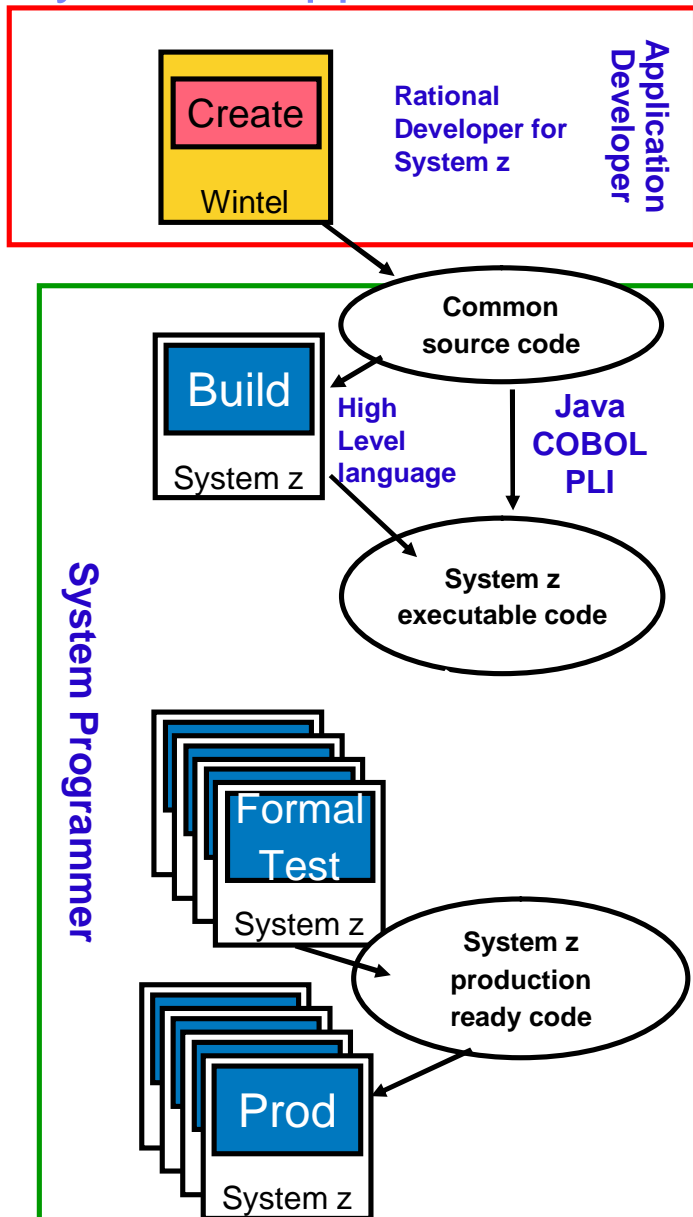 Create
Wintel
Rational
Developer for
System z
Application
Developer
Common
source code
Build
System z
High
Level
language
Java
COBOL
PLI
System z
executable code
System Programmer
Formal
Test
System z
System z
production
ready code
Prod
System z